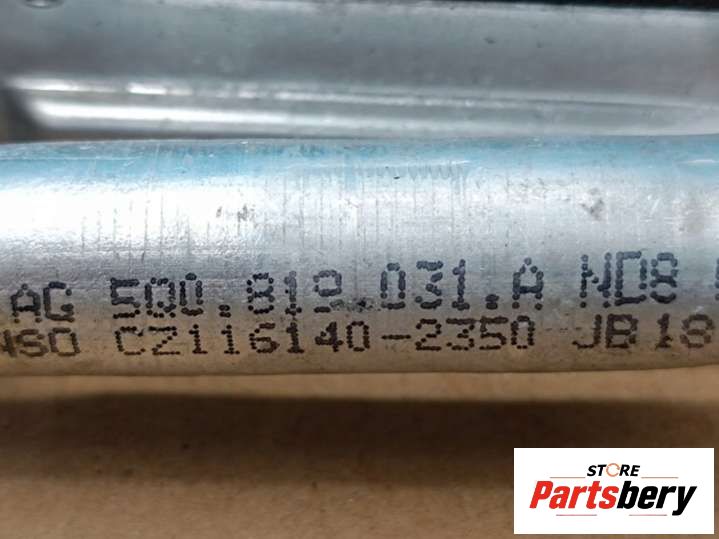 AG 5Q0.819.031.A ND8
NSO CZ116140-2350 JB18
STORE
Partsbery